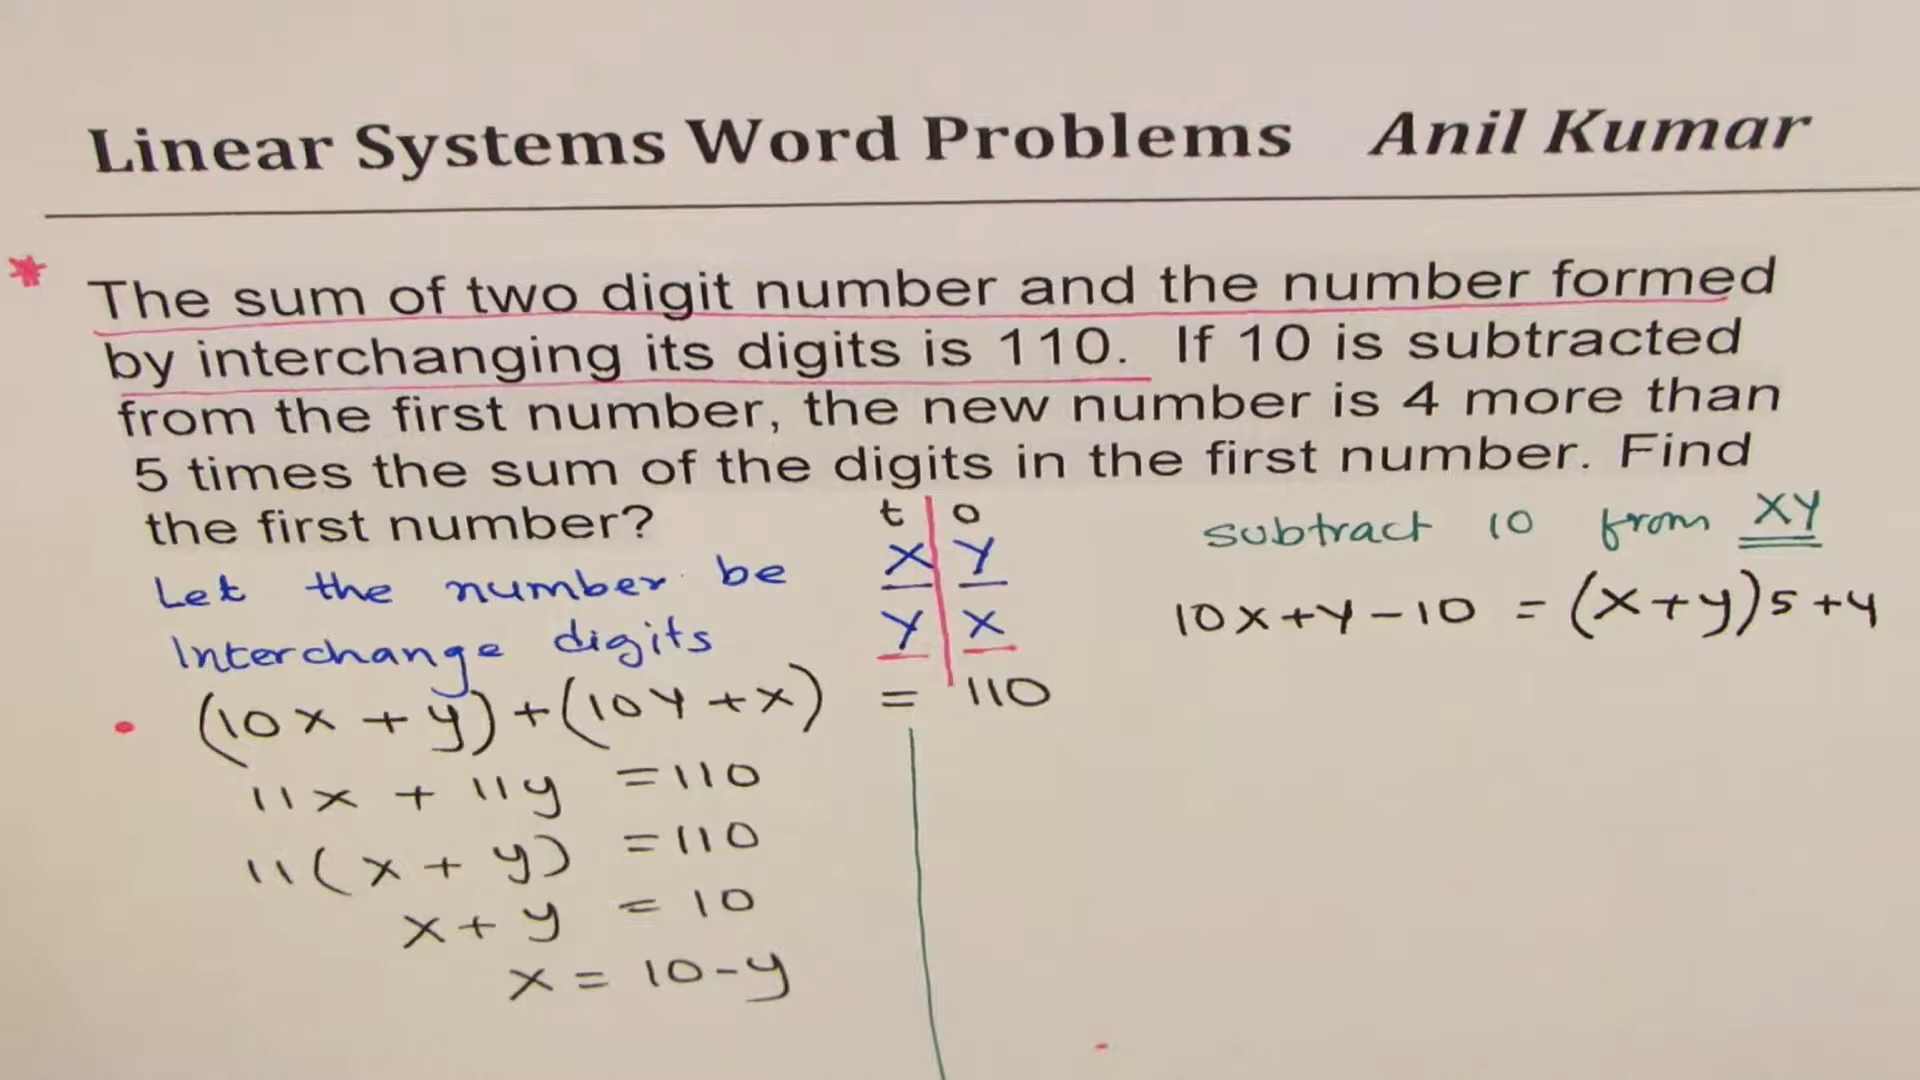 Linear Systems Word Problems Anil Kumar
* The sum of two digit number and the number formed
by interchanging its digits is 110. If 10 is subtracted
from the first number, the new number is 4 more than
5 times the sum of the digits in the first number. Find
the first number?
t | o
Let the number be X | Y
Interchange digits Y | X
(10x + y) + (10y + x) = 110
11x + 11y = 110
11(x + y) = 110
x + y = 10
x = 10 - y
subtract 10 from XY
10x + y - 10 = (x + y)5 + 4